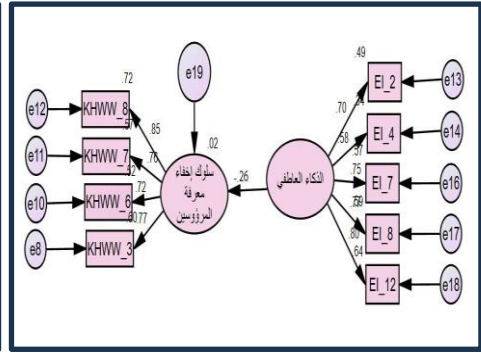 .49
e19
.72
EI_2
e13
e12
KHWW_8
.70
.85
.02
EI_4
e14
.58
e11
KHWW_7
.76
سلوك إخفاء
معرفة
المرؤوسين
-.26
الذكاء العاطفي
.75
EI_7
e16
e10
KHWW_6
.72
.77
.80
EI_8
e17
e8
KHWW_3
.64
EI_12
e18